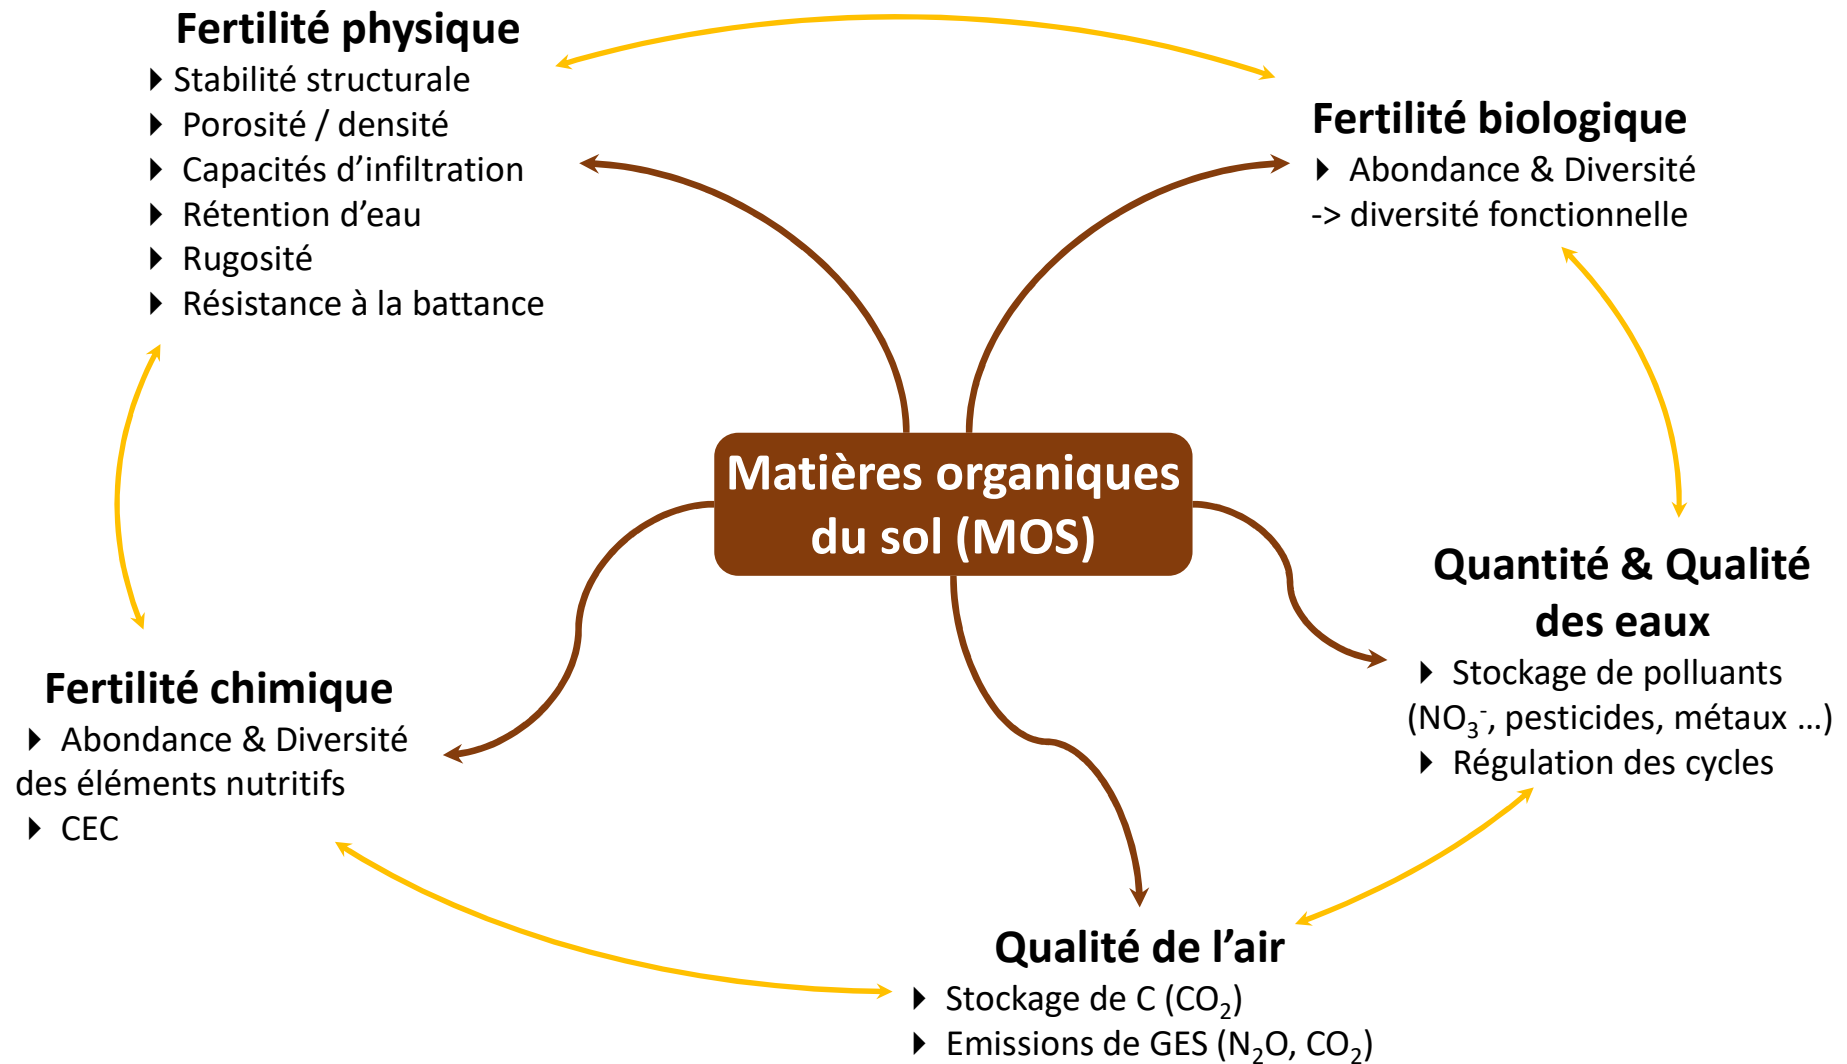 Fertilité physique
▶ Stabilité structurale
▶ Porosité / densité
▶ Capacités d’infiltration
▶ Rétention d’eau
▶ Rugosité
▶ Résistance à la battance
Fertilité biologique
▶ Abondance & Diversité
-> diversité fonctionnelle
Matières organiques
du sol (MOS)
Quantité & Qualité
des eaux
▶ Stockage de polluants
(NO₃⁻, pesticides, métaux ...)
▶ Régulation des cycles
Fertilité chimique
▶ Abondance & Diversité
des éléments nutritifs
▶ CEC
Qualité de l’air
▶ Stockage de C (CO₂)
▶ Emissions de GES (N₂O, CO₂)